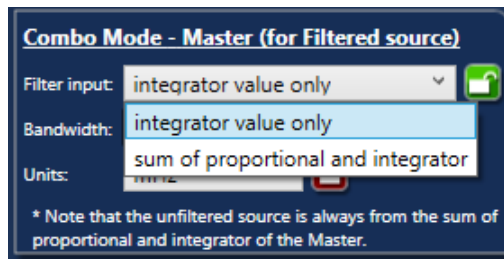 Combo Mode - Master (for Filtered source)
Filter input: integrator value only
Bandwidth: integrator value only
sum of proportional and integrator
Units:
* Note that the unfiltered source is always from the sum of
proportional and integrator of the Master.